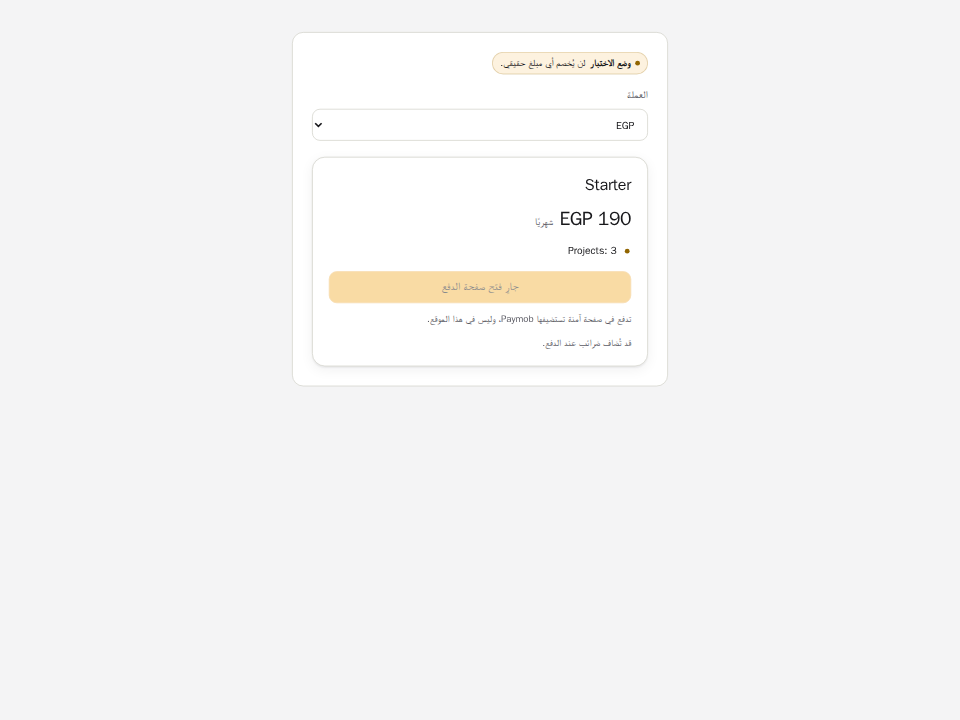 وضع الاختبار لن يُخصم أي مبلغ حقيقي.
العملة
EGP
Starter
EGP 190 شهريًا
Projects: 3
جارٍ فتح صفحة الدفع
تدفع في صفحة آمنة تستضيفها Paymob، وليس في هذا الموقع.
قد تُضاف ضرائب عند الدفع.